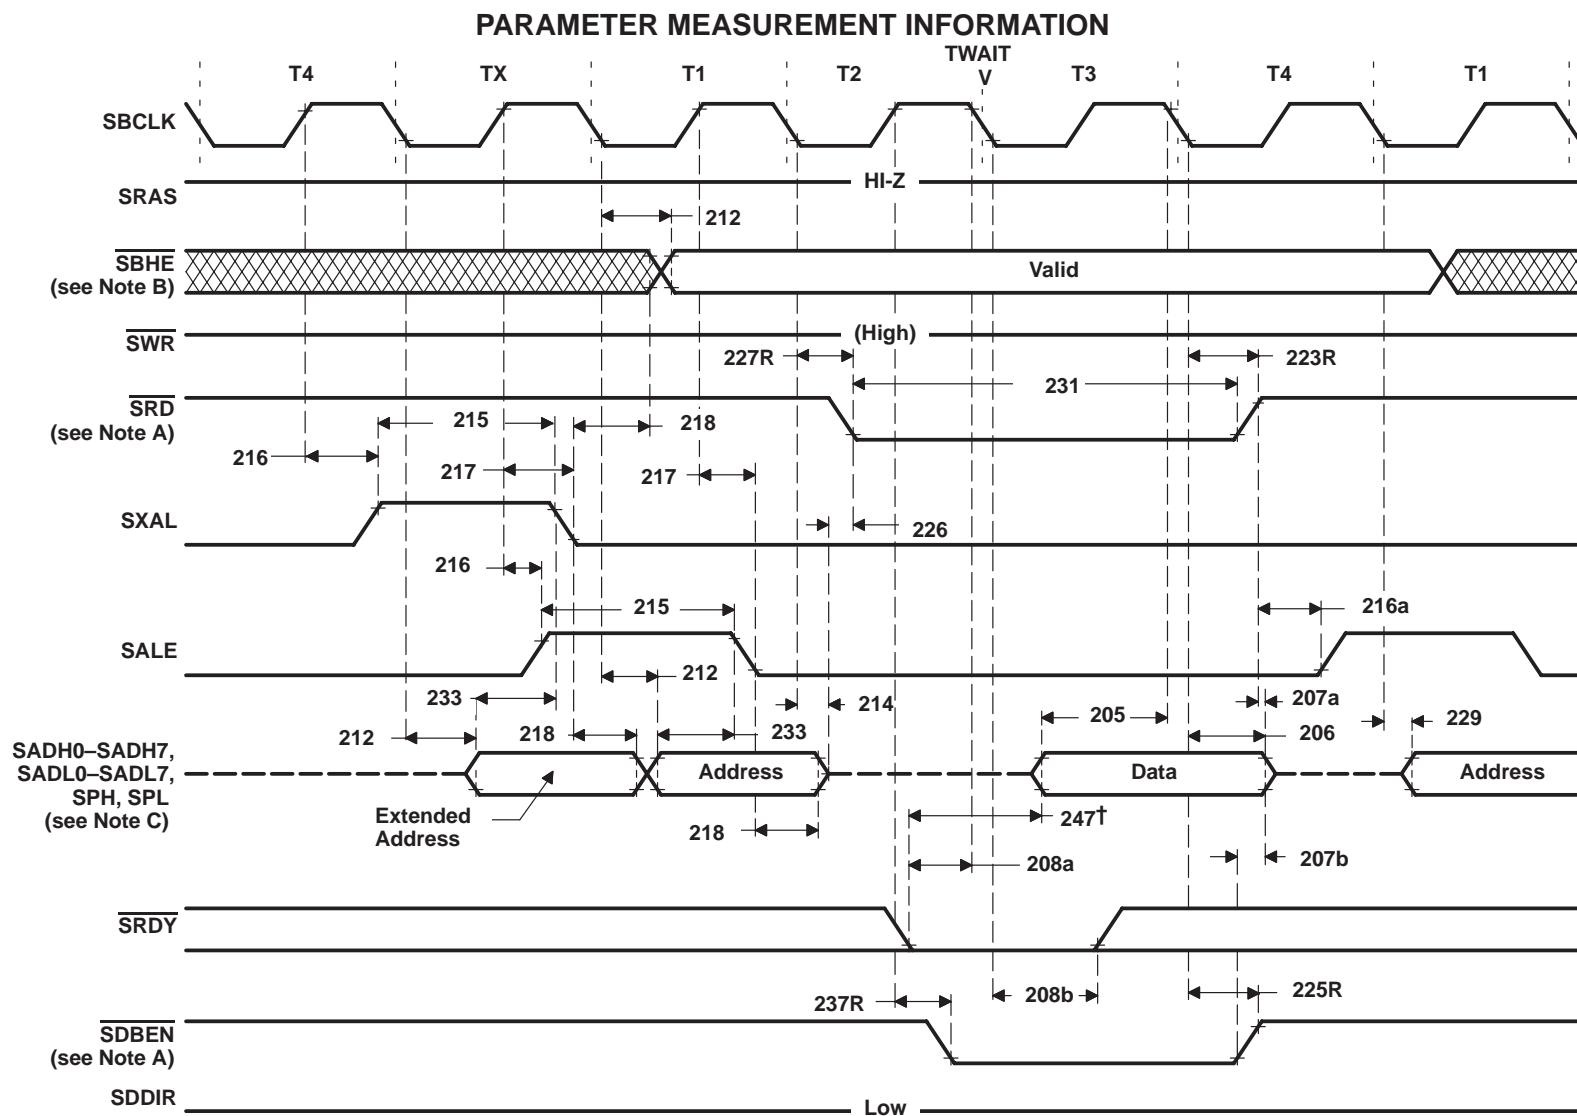 PARAMETER MEASUREMENT INFORMATION
TWAIT
T4 TX T1 T2 V T3 T4 T1
SBCLK
HI-Z
SRAS
212
SBHE
(see Note B)
Valid
SWR
(High)
227R 223R
231
SRD
(see Note A)
215 218
216 217 217
SXAL
226
216
215 216a
SALE
212
233 214 207a
205 229
212 218 233 206
SADH0–SADH7,
SADL0–SADL7,
SPH, SPL
(see Note C)
Address Data Address
Extended
Address
247†
218
208a 207b
SRDY
237R 208b 225R
SDBEN
(see Note A)
SDDIR
Low